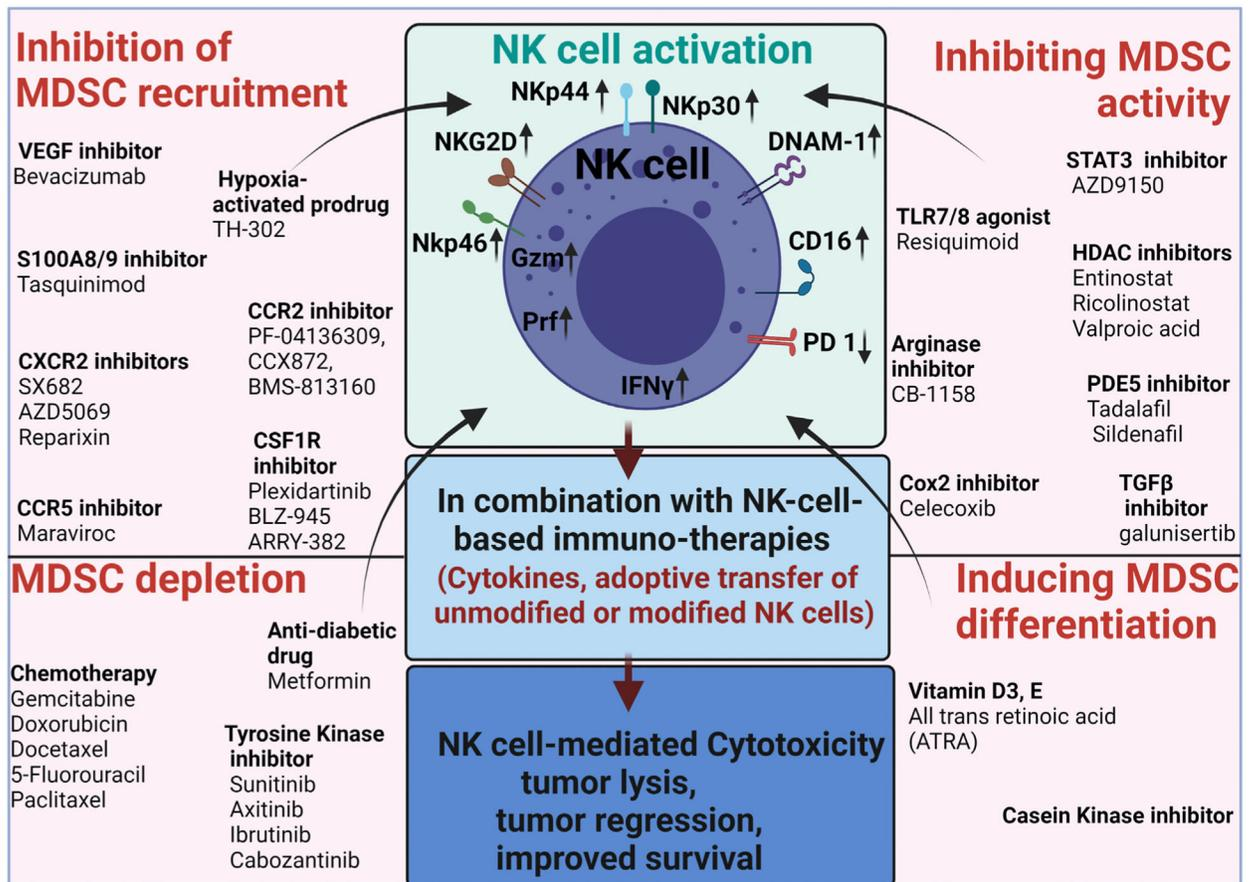 Inhibition of
MDSC recruitment
VEGF inhibitor
Bevacizumab
Hypoxia-
activated prodrug
TH-302
S100A8/9 inhibitor
Tasquinimod
CCR2 inhibitor
PF-04136309,
CCX872,
BMS-813160
CXCR2 inhibitors
SX682
AZD5069
Reparixin
CSF1R
inhibitor
Plexidartinib
BLZ-945
ARRY-382
CCR5 inhibitor
Maraviroc
NK cell activation
NKp44↑
NKp30↑
NKG2D↑
DNAM-1↑
NK cell
Nkp46↑
Gzm↑
CD16↑
Prf↑
PD 1↓
IFNγ↑
Inhibiting MDSC
activity
STAT3 inhibitor
AZD9150
TLR7/8 agonist
Resiquimoid
HDAC inhibitors
Entinostat
Ricolinostat
Valproic acid
Arginase
inhibitor
CB-1158
PDE5 inhibitor
Tadalafil
Sildenafil
Cox2 inhibitor
Celecoxib
TGFβ
inhibitor
galunisertib
In combination with NK-cell-
based immuno-therapies
(Cytokines, adoptive transfer of
unmodified or modified NK cells)
MDSC depletion
Anti-diabetic
drug
Metformin
Chemotherapy
Gemcitabine
Doxorubicin
Docetaxel
5-Fluorouracil
Paclitaxel
Tyrosine Kinase
inhibitor
Sunitinib
Axitinib
Ibrutinib
Cabozantinib
NK cell-mediated Cytotoxicity
tumor lysis,
tumor regression,
improved survival
Inducing MDSC
differentiation
Vitamin D3, E
All trans retinoic acid
(ATRA)
Casein Kinase inhibitor